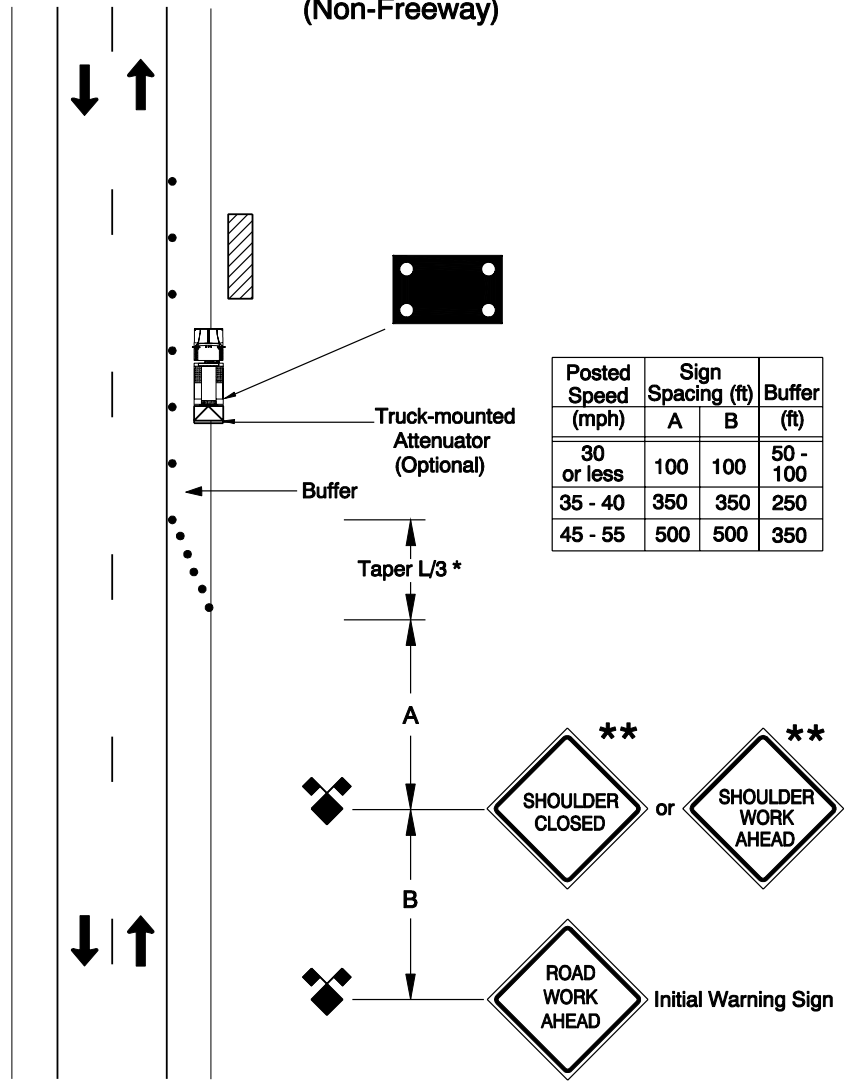 (Non-Freeway)
Truck-mounted
Attenuator
(Optional)
Buffer
Posted
Speed
(mph)
Sign
Spacing (ft)
A B
Buffer
(ft)
30
or less
100
100
50 -
100
35 - 40 350 350 250
45 - 55 500 500 350
Taper L/3 *
A
**
SHOULDER
CLOSED
or
**
SHOULDER
WORK
AHEAD
B
ROAD
WORK
AHEAD
Initial Warning Sign